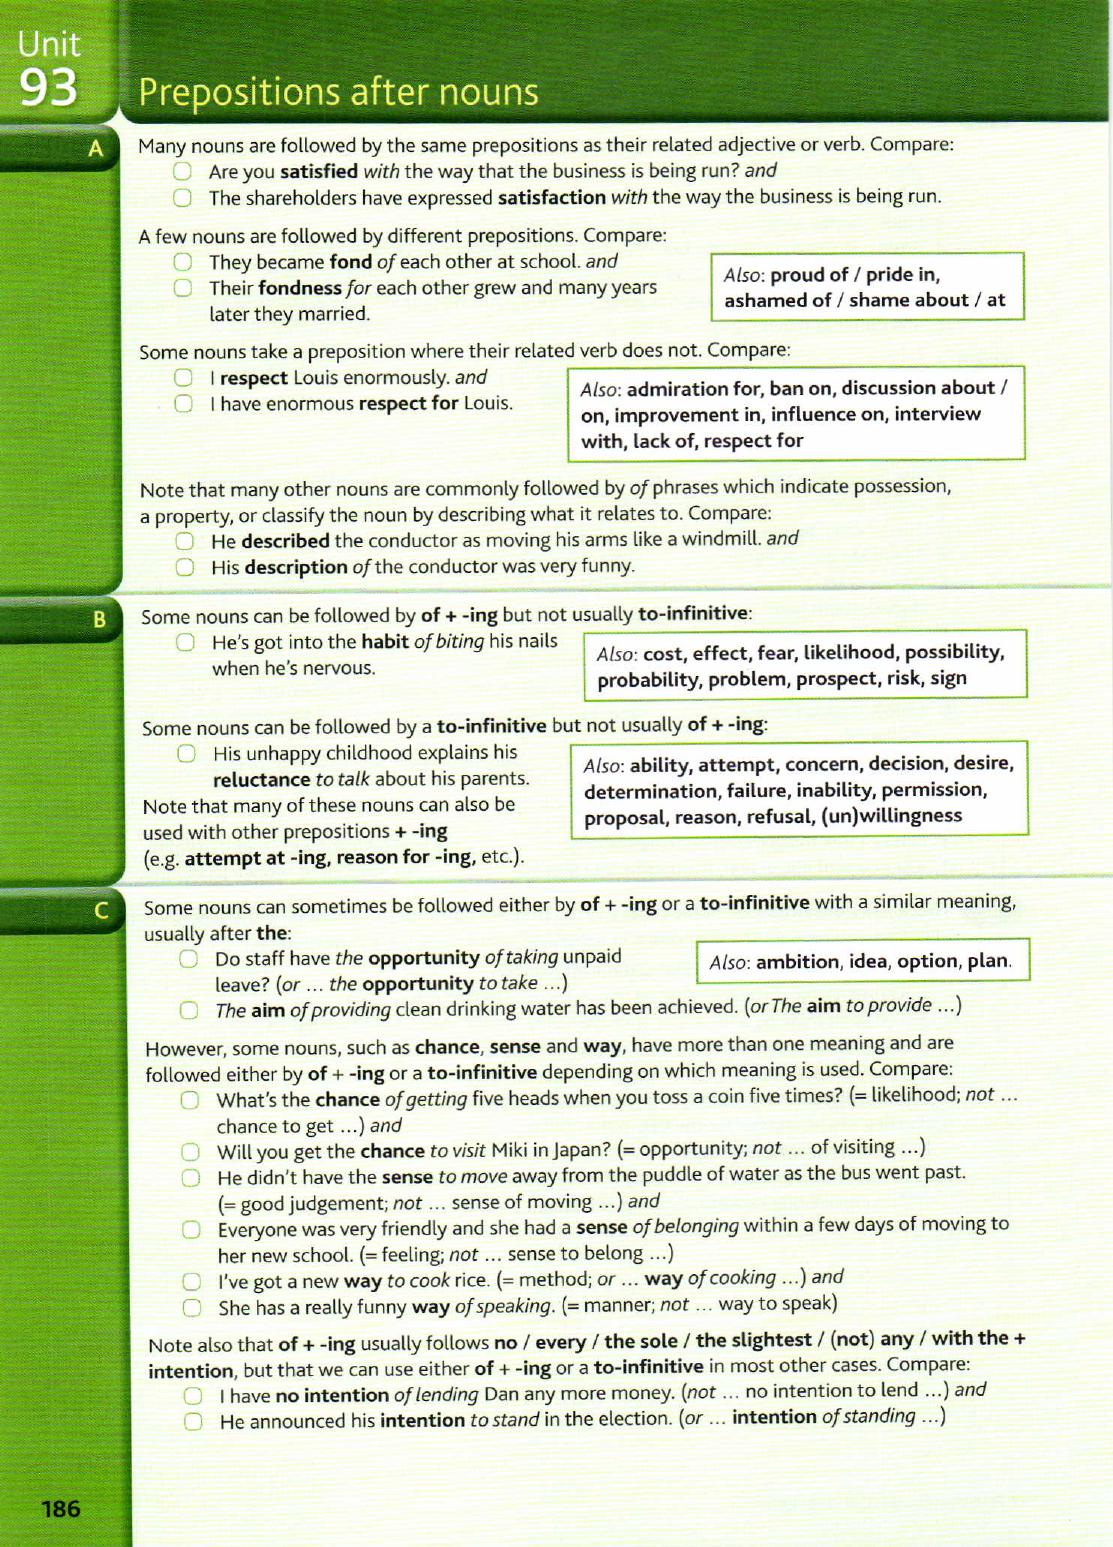 Unit
93
Prepositions after nouns
A
Many nouns are followed by the same prepositions as their related adjective or verb. Compare:
Are you satisfied with the way that the business is being run? and
The shareholders have expressed satisfaction with the way the business is being run.
A few nouns are followed by different prepositions. Compare:
They became fond of each other at school. and
Their fondness for each other grew and many years
later they married.
Also: proud of / pride in,
ashamed of / shame about / at
Some nouns take a preposition where their related verb does not. Compare:
I respect Louis enormously. and
I have enormous respect for Louis.
Also: admiration for, ban on, discussion about /
on, improvement in, influence on, interview
with, lack of, respect for
Note that many other nouns are commonly followed by of phrases which indicate possession,
a property, or classify the noun by describing what it relates to. Compare:
He described the conductor as moving his arms like a windmill. and
His description of the conductor was very funny.
B
Some nouns can be followed by of + -ing but not usually to-infinitive:
He's got into the habit of biting his nails
when he's nervous.
Also: cost, effect, fear, likelihood, possibility,
probability, problem, prospect, risk, sign
Some nouns can be followed by a to-infinitive but not usually of + -ing:
His unhappy childhood explains his
reluctance to talk about his parents.
Note that many of these nouns can also be
used with other prepositions + -ing
(e.g. attempt at -ing, reason for -ing, etc.).
Also: ability, attempt, concern, decision, desire,
determination, failure, inability, permission,
proposal, reason, refusal, (un)willingness
C
Some nouns can sometimes be followed either by of + -ing or a to-infinitive with a similar meaning,
usually after the:
Do staff have the opportunity of taking unpaid
leave? (or ... the opportunity to take ...)
Also: ambition, idea, option, plan.
The aim of providing clean drinking water has been achieved. (or The aim to provide ...)
However, some nouns, such as chance, sense and way, have more than one meaning and are
followed either by of + -ing or a to-infinitive depending on which meaning is used. Compare:
What's the chance of getting five heads when you toss a coin five times? (= likelihood; not ...
chance to get ...) and
Will you get the chance to visit Miki in Japan? (= opportunity; not ... of visiting ...)
He didn't have the sense to move away from the puddle of water as the bus went past.
(= good judgement; not ... sense of moving ...) and
Everyone was very friendly and she had a sense of belonging within a few days of moving to
her new school. (= feeling; not ... sense to belong ...)
I've got a new way to cook rice. (= method; or ... way of cooking ...) and
She has a really funny way of speaking. (= manner; not ... way to speak)
Note also that of + -ing usually follows no / every / the sole / the slightest / (not) any / with the +
intention, but that we can use either of + -ing or a to-infinitive in most other cases. Compare:
I have no intention of lending Dan any more money. (not ... no intention to lend ...) and
He announced his intention to stand in the election. (or ... intention of standing ...)
186